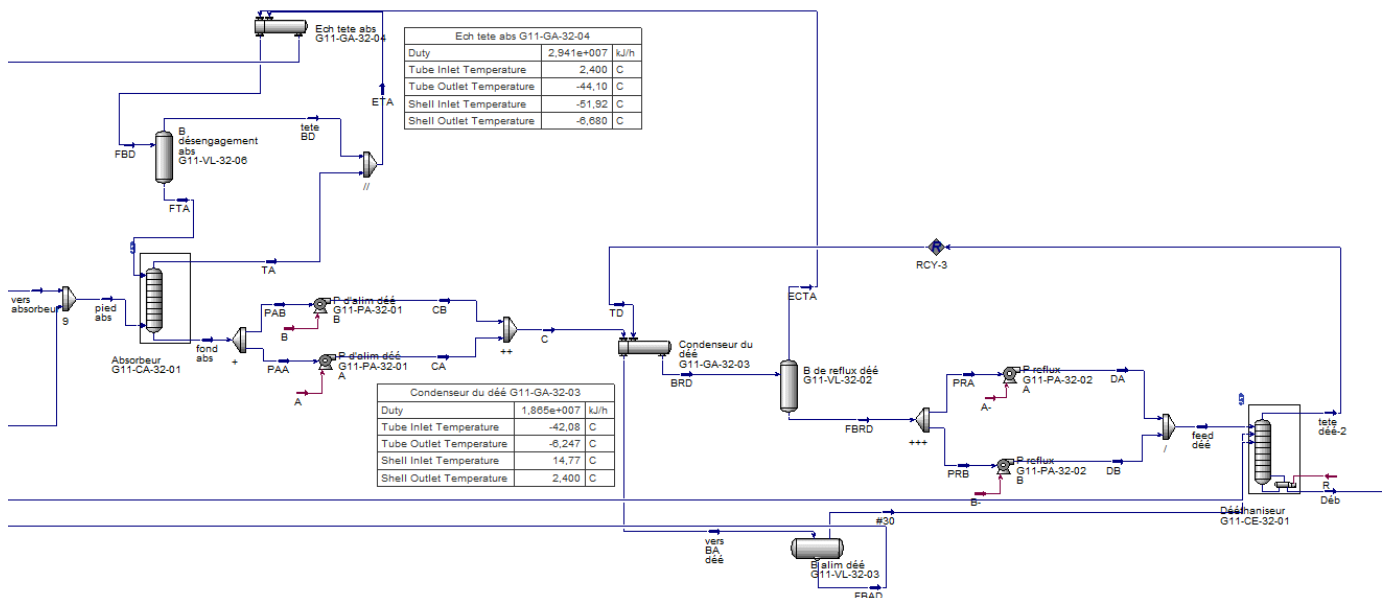 Ech tete abs
G11-GA-32-04
Ech tete abs G11-GA-32-04
Duty 2,941e+007 kJ/h
Tube Inlet Temperature 2,400 C
Tube Outlet Temperature -44,10 C
Shell Inlet Temperature -51,92 C
Shell Outlet Temperature -6,680 C
ETA
B
désengagement
abs
G11-VL-32-06
tete
BD
FBD
//
FTA
TA
RCY-3
vers
absorbeur
9
pied
abs
Absorbeur
G11-CA-32-01
fond
abs
+
PAB
P d'alim déé
G11-PA-32-01
B
CB
B
PAA
P d'alim déé
G11-PA-32-01
A
CA
A
++
C
TD
ECTA
Condenseur du
déé
G11-GA-32-03
BRD
B de reflux déé
G11-VL-32-02
FBRD
+++
PRA
P reflux
G11-PA-32-02
A
DA
A-
PRB
P reflux
G11-PA-32-02
B
DB
B-
/
feed
déé
tete
déé-2
R
Déb
Dééthaniseur
G11-CE-32-01
Condenseur du déé G11-GA-32-03
Duty 1,865e+007 kJ/h
Tube Inlet Temperature -42,08 C
Tube Outlet Temperature -6,247 C
Shell Inlet Temperature 14,77 C
Shell Outlet Temperature 2,400 C
vers
BA
déé
#30
B alim déé
G11-VL-32-03
FBAD